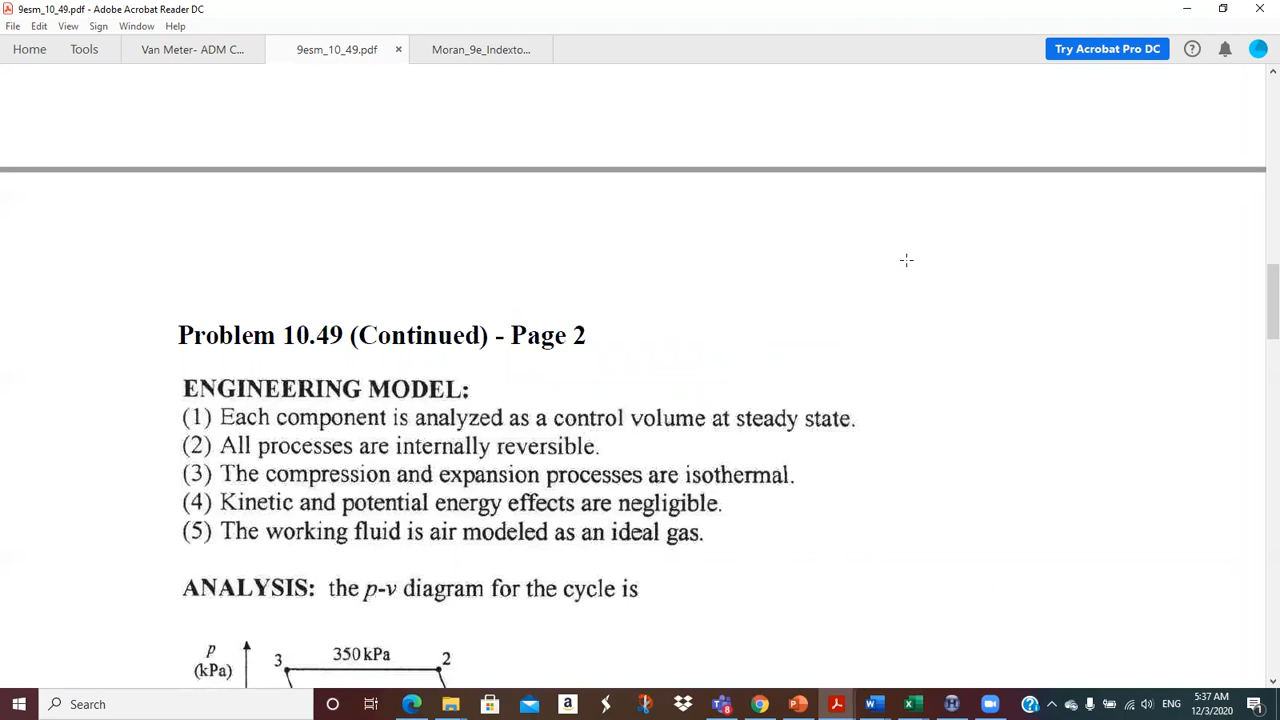 9esm_10_49.pdf - Adobe Acrobat Reader DC
File Edit View Sign Window Help
Home Tools Van Meter- ADM C... 9esm_10_49.pdf × Moran_9e_Indexto... Try Acrobat Pro DC
Problem 10.49 (Continued) - Page 2
ENGINEERING MODEL:
(1) Each component is analyzed as a control volume at steady state.
(2) All processes are internally reversible.
(3) The compression and expansion processes are isothermal.
(4) Kinetic and potential energy effects are negligible.
(5) The working fluid is air modeled as an ideal gas.
ANALYSIS: the p-v diagram for the cycle is
p
(kPa)
3 350 kPa 2
Search
ENG
5:37 AM
12/3/2020